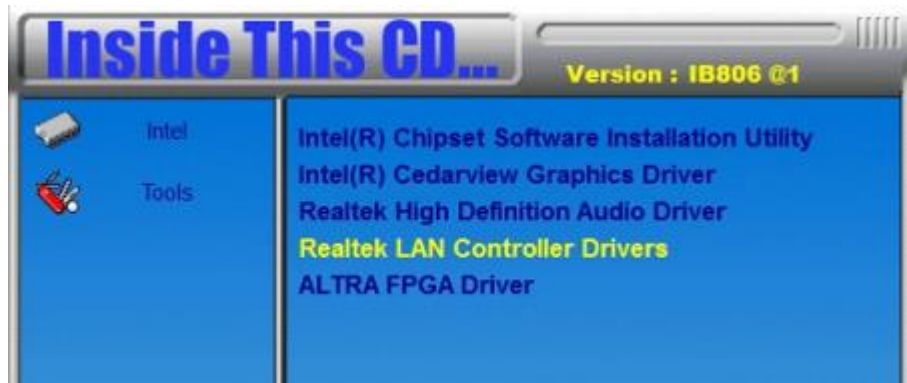 Inside This CD...
Version : IB806 @1
Intel
Tools
Intel(R) Chipset Software Installation Utility
Intel(R) Cedarview Graphics Driver
Realtek High Definition Audio Driver
Realtek LAN Controller Drivers
ALTRA FPGA Driver